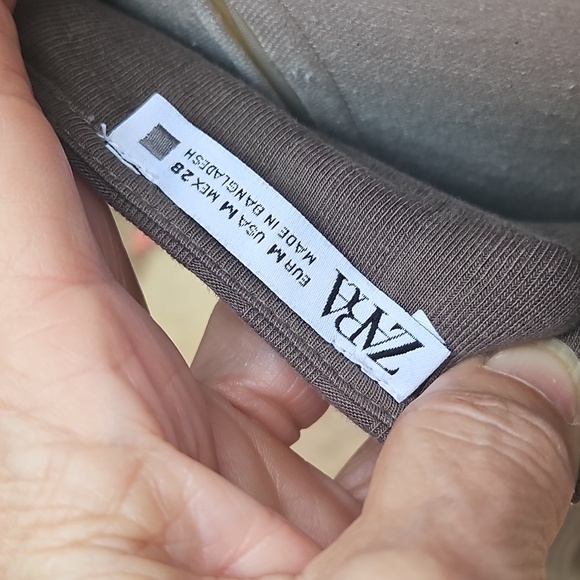 ZARA
EUR M USA M MEX 28
MADE IN BANGLADESH